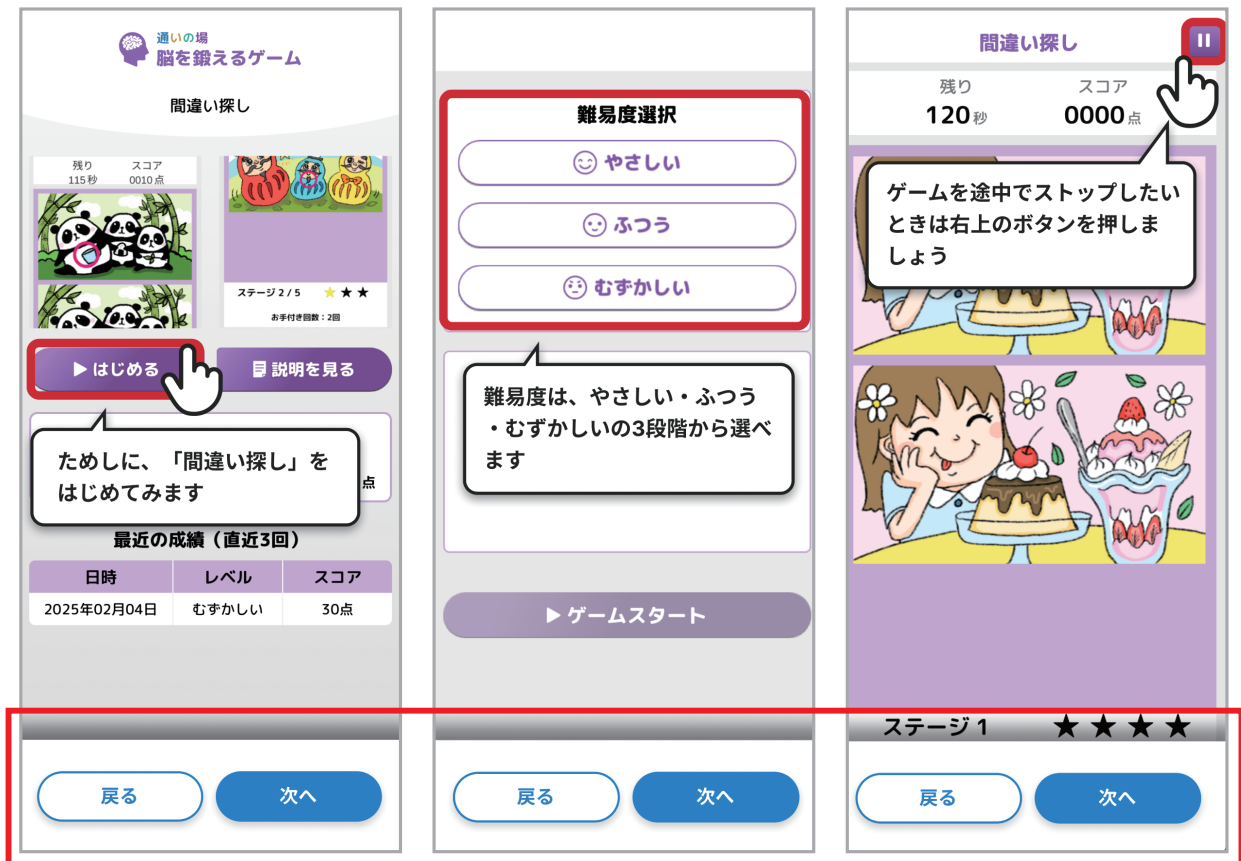 通いの場
脳を鍛えるゲーム
間違い探し
残り
スコア
115秒
0010点
ステージ 2 / 5
お手付き回数：2回
はじめる
説明を見る
ためしに、「間違い探し」を
はじめてみます
点
最近の成績（直近3回）
日時
レベル
スコア
2025年02月04日
むずかしい
30点
戻る
次へ
難易度選択
やさしい
ふつう
むずかしい
難易度は、やさしい・ふつう
・むずかしいの3段階から選べ
ます
ゲームスタート
戻る
次へ
間違い探し
残り
スコア
120秒
0000点
ゲームを途中でストップしたい
ときは右上のボタンを押しま
しょう
ステージ 1
戻る
次へ